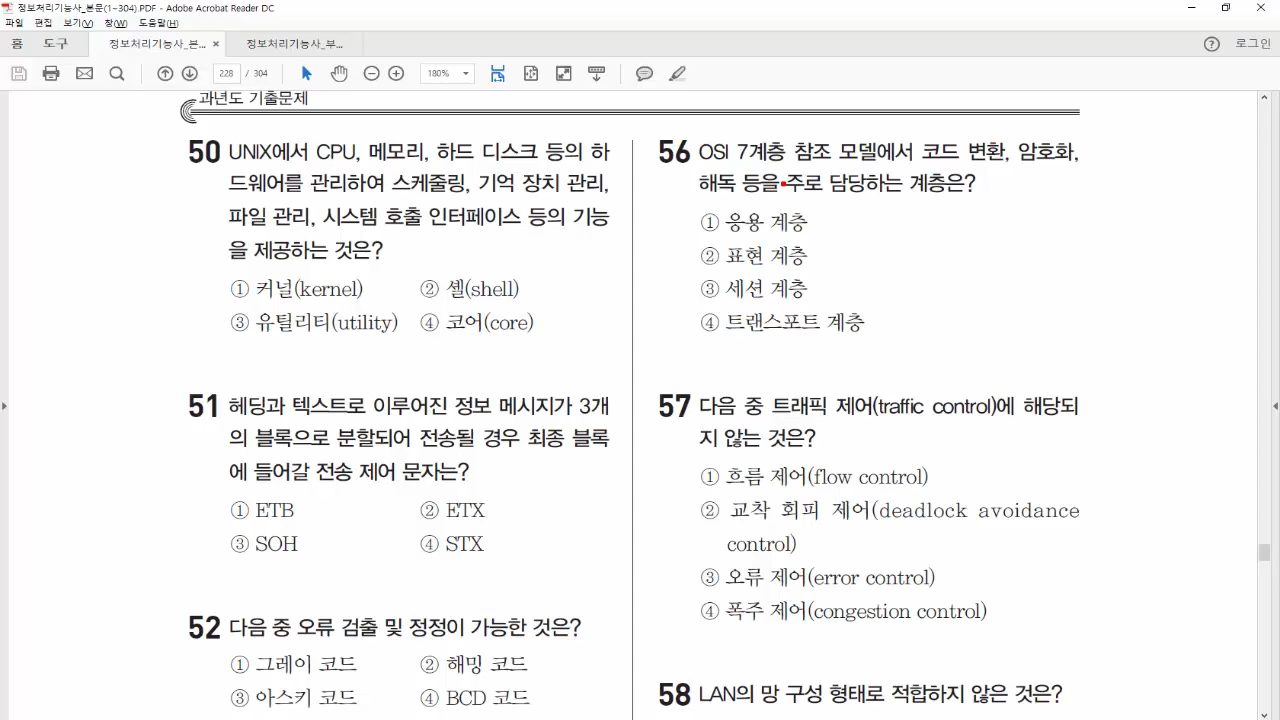 정보처리기능사_본문(1~304).PDF - Adobe Acrobat Reader DC
파일 편집 보기(V) 창(W) 도움말(H)
홈 도구 정보처리기능사_본... × 정보처리기능사_부... 로그인
228 / 304 180%
과년도 기출문제
50 UNIX에서 CPU, 메모리, 하드 디스크 등의 하
드웨어를 관리하여 스케줄링, 기억 장치 관리,
파일 관리, 시스템 호출 인터페이스 등의 기능
을 제공하는 것은?
① 커널(kernel) ② 셸(shell)
③ 유틸리티(utility) ④ 코어(core)
51 헤딩과 텍스트로 이루어진 정보 메시지가 3개
의 블록으로 분할되어 전송될 경우 최종 블록
에 들어갈 전송 제어 문자는?
① ETB ② ETX
③ SOH ④ STX
52 다음 중 오류 검출 및 정정이 가능한 것은?
① 그레이 코드 ② 해밍 코드
③ 아스키 코드 ④ BCD 코드
56 OSI 7계층 참조 모델에서 코드 변환, 암호화,
해독 등을 주로 담당하는 계층은?
① 응용 계층
② 표현 계층
③ 세션 계층
④ 트랜스포트 계층
57 다음 중 트래픽 제어(traffic control)에 해당되
지 않는 것은?
① 흐름 제어(flow control)
② 교착 회피 제어(deadlock avoidance
control)
③ 오류 제어(error control)
④ 폭주 제어(congestion control)
58 LAN의 망 구성 형태로 적합하지 않은 것은?